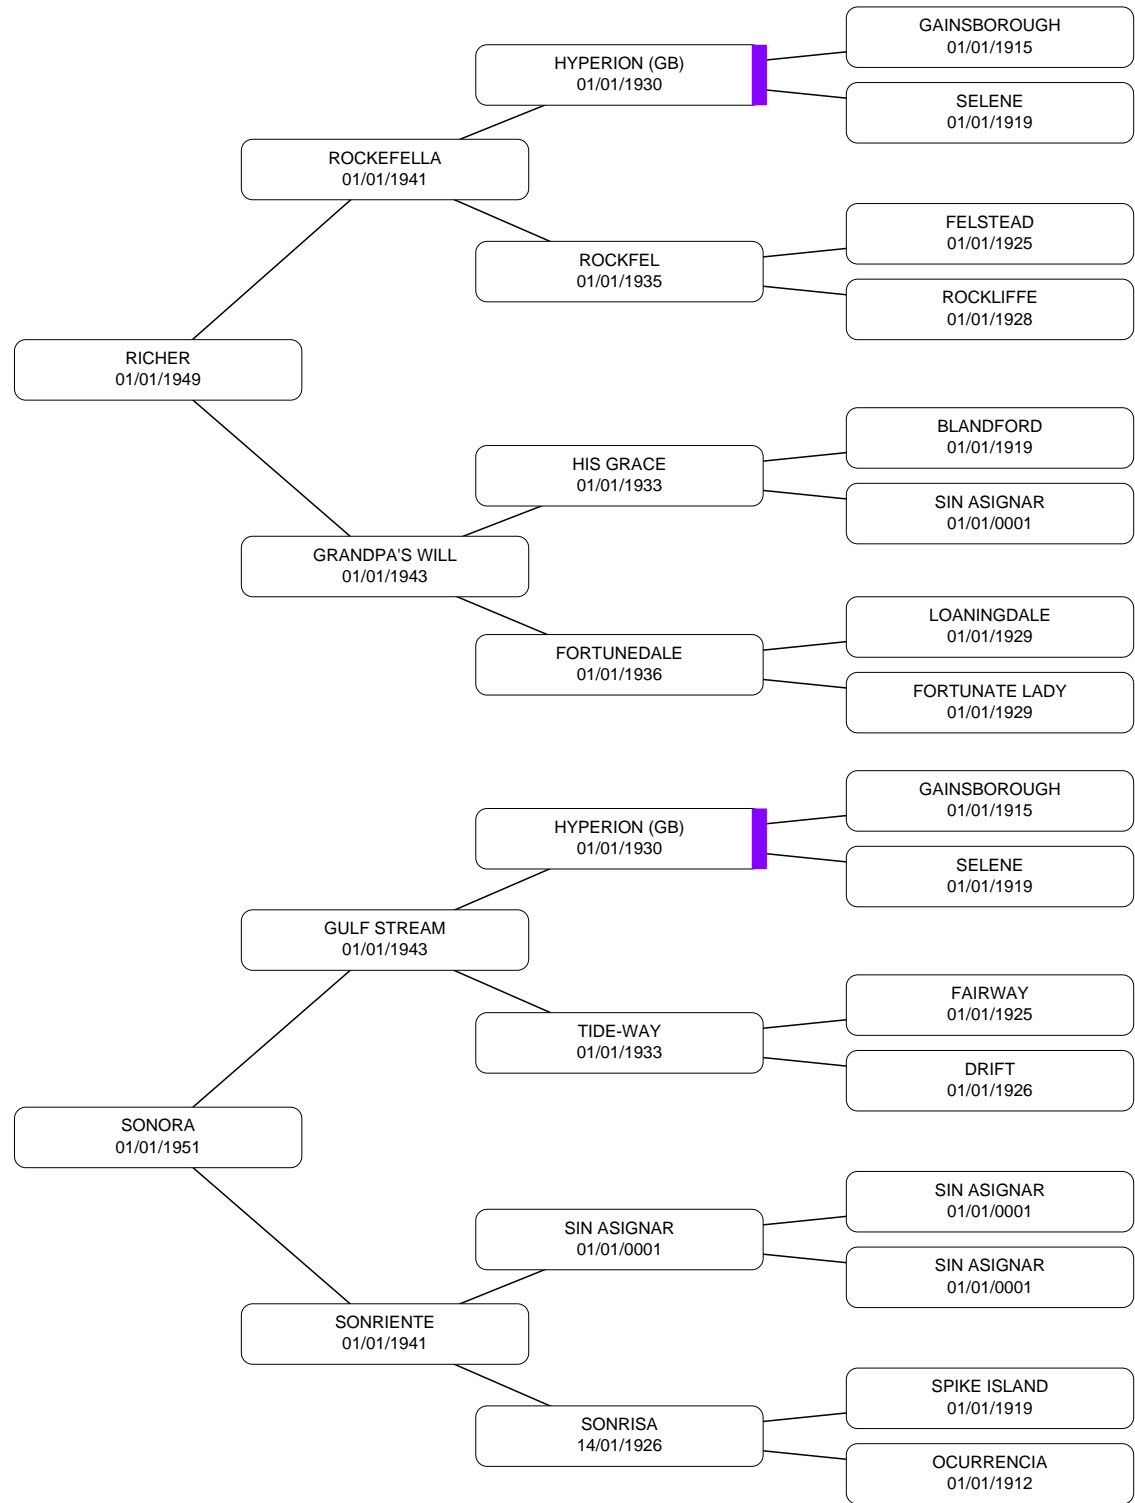 GAINSBOROUGH
01/01/1915
HYPERION (GB)
01/01/1930
SELENE
01/01/1919
ROCKEFELLA
01/01/1941
FELSTEAD
01/01/1925
ROCKFEL
01/01/1935
ROCKLIFFE
01/01/1928
RICHER
01/01/1949
BLANDFORD
01/01/1919
HIS GRACE
01/01/1933
SIN ASIGNAR
01/01/0001
GRANDPA'S WILL
01/01/1943
LOANINGDALE
01/01/1929
FORTUNEDALE
01/01/1936
FORTUNATE LADY
01/01/1929
GAINSBOROUGH
01/01/1915
HYPERION (GB)
01/01/1930
SELENE
01/01/1919
GULF STREAM
01/01/1943
FAIRWAY
01/01/1925
TIDE-WAY
01/01/1933
DRIFT
01/01/1926
SONORA
01/01/1951
SIN ASIGNAR
01/01/0001
SIN ASIGNAR
01/01/0001
SIN ASIGNAR
01/01/0001
SONRIENTE
01/01/1941
SPIKE ISLAND
01/01/1919
SONRISA
14/01/1926
OCURRENCIA
01/01/1912